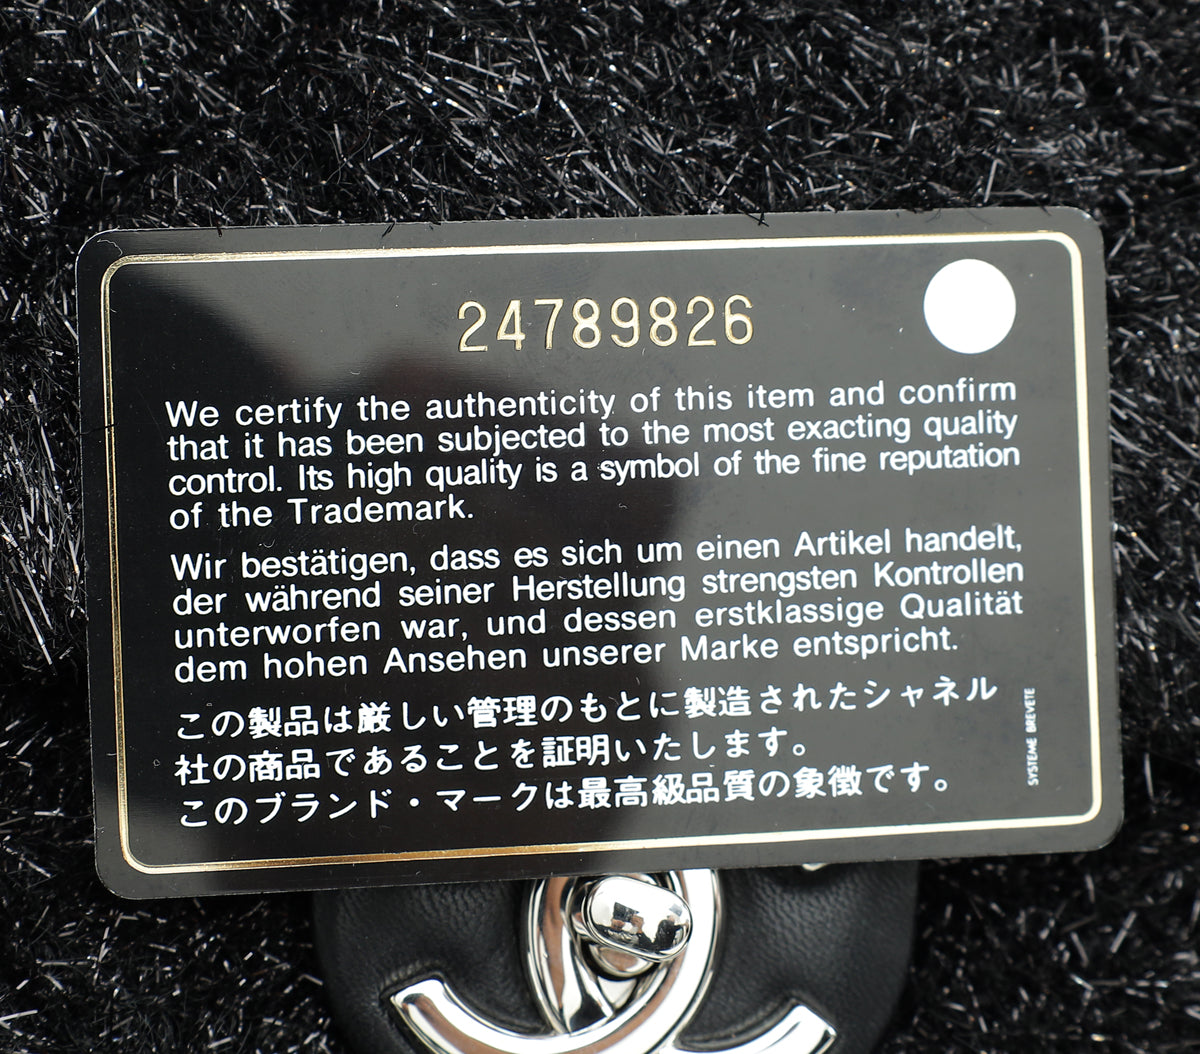 24789826
We certify the authenticity of this item and confirm
that it has been subjected to the most exacting quality
control. Its high quality is a symbol of the fine reputation
of the Trademark.
Wir bestätigen, dass es sich um einen Artikel handelt,
der während seiner Herstellung strengsten Kontrollen
unterworfen war, und dessen erstklassige Qualität
dem hohen Ansehen unserer Marke entspricht.
この製品は厳しい管理のもとに製造されたシャネル
社の商品であることを証明いたします。
このブランド・マークは最高級品質の象徴です。
SYSTEME BREVETE